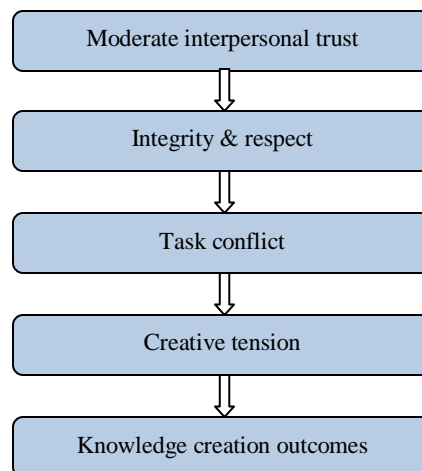 Moderate interpersonal trust
Integrity & respect
Task conflict
Creative tension
Knowledge creation outcomes